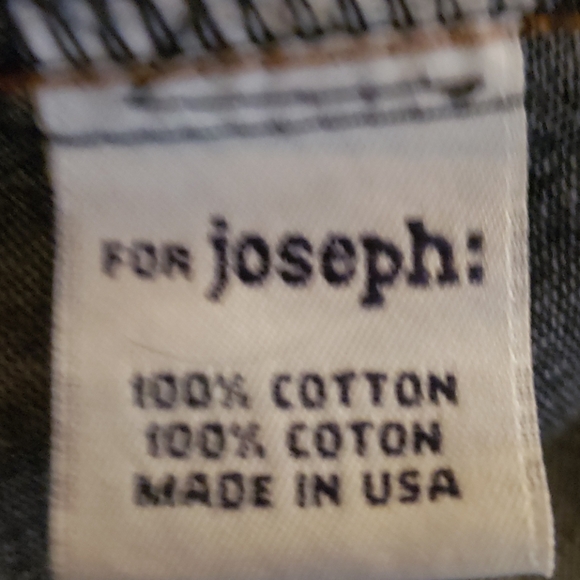 FOR joseph:
100% COTTON
100% COTON
MADE IN USA